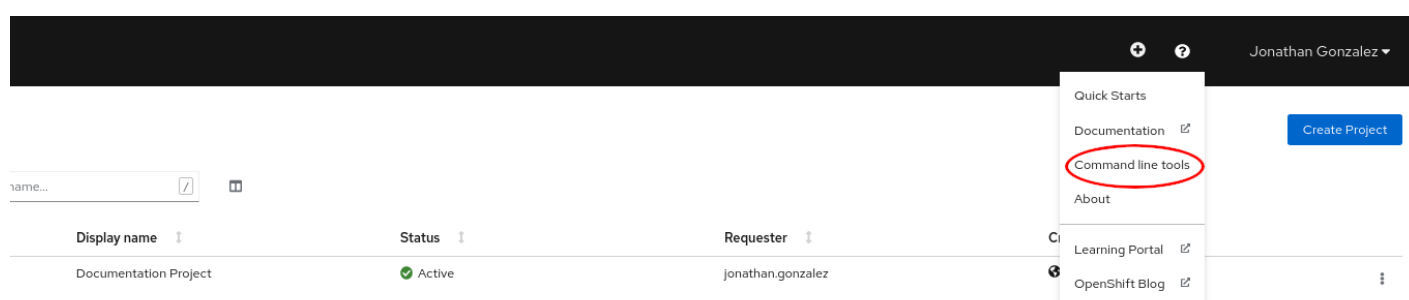 Jonathan Gonzalez
Quick Starts
Documentation
Create Project
Command line tools
name...
/
About
Display name
Status
Requester
Learning Portal
Documentation Project
Active
jonathan.gonzalez
OpenShift Blog